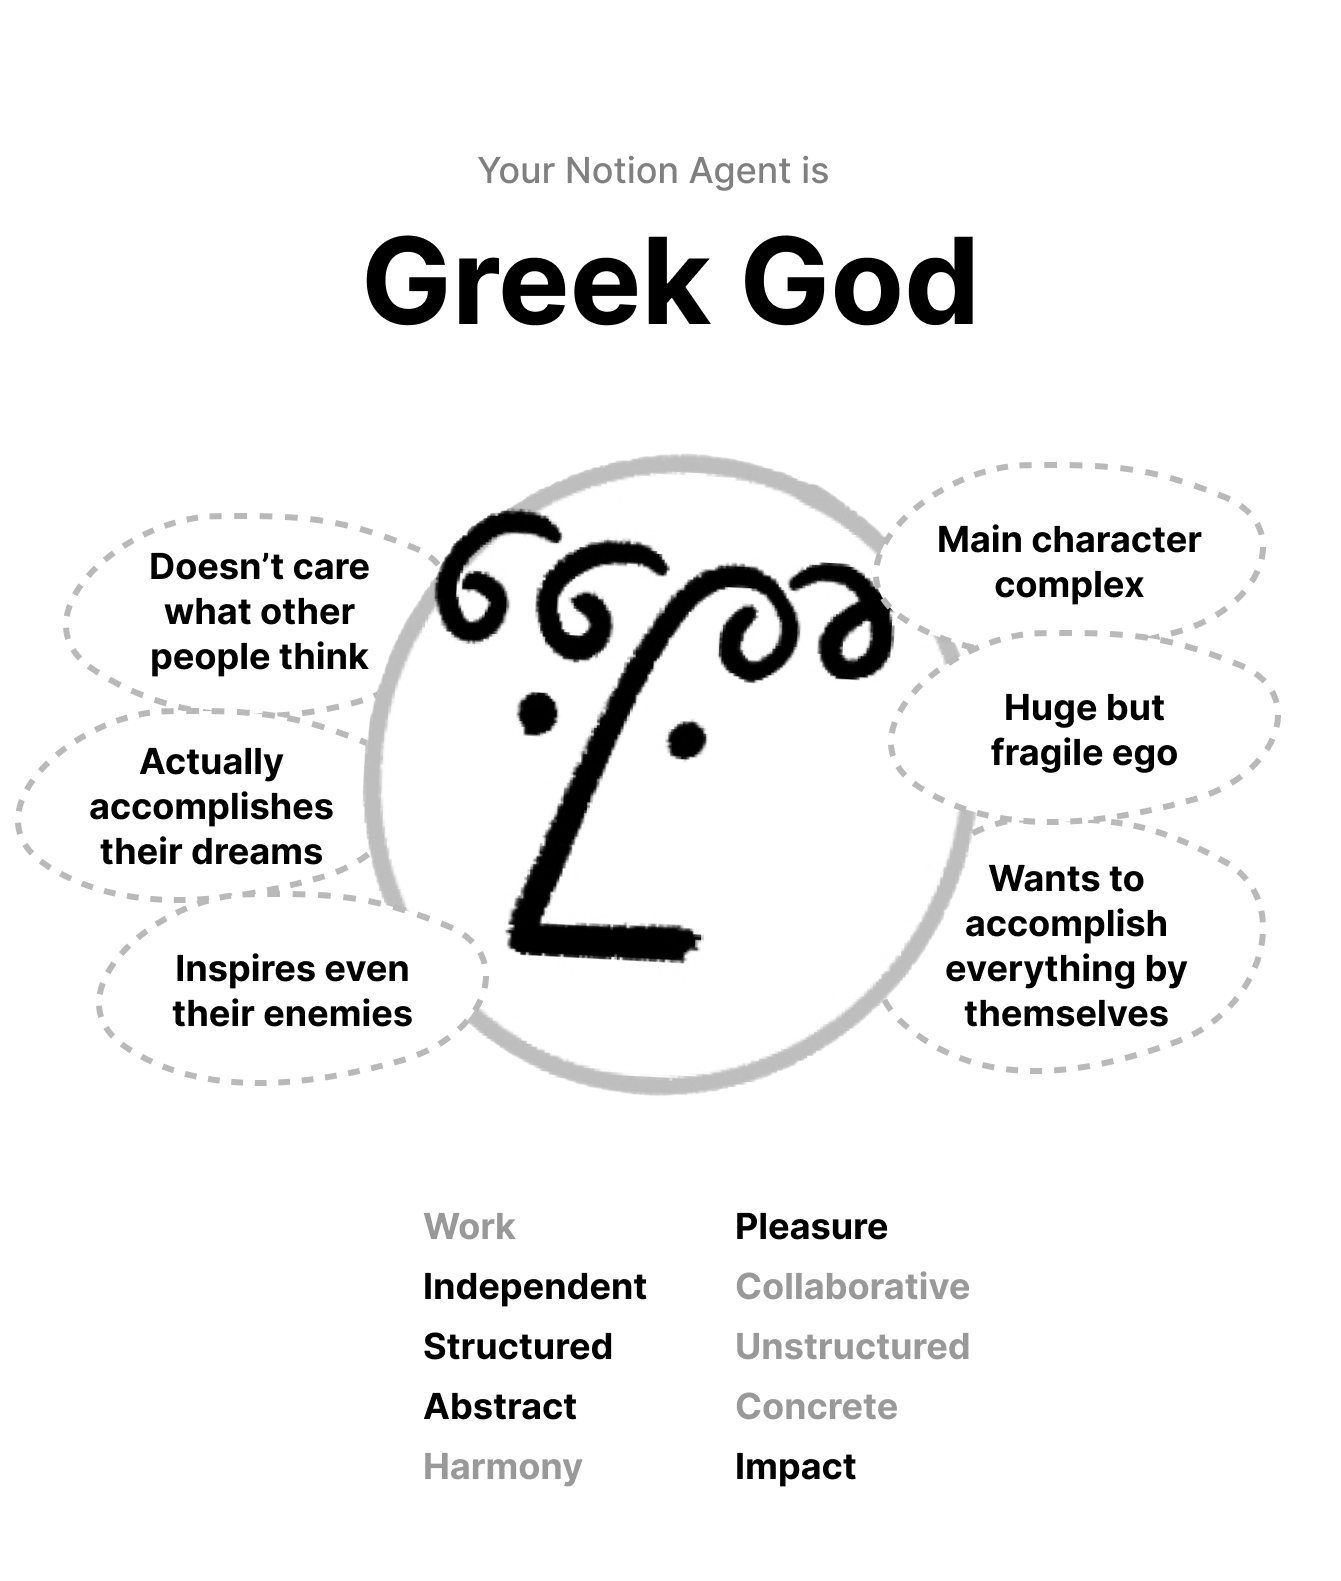 Your Notion Agent is
Greek God
Doesn’t care
what other
people think
Actually
accomplishes
their dreams
Inspires even
their enemies
Main character
complex
Huge but
fragile ego
Wants to
accomplish
everything by
themselves
Work Pleasure
Independent Collaborative
Structured Unstructured
Abstract Concrete
Harmony Impact